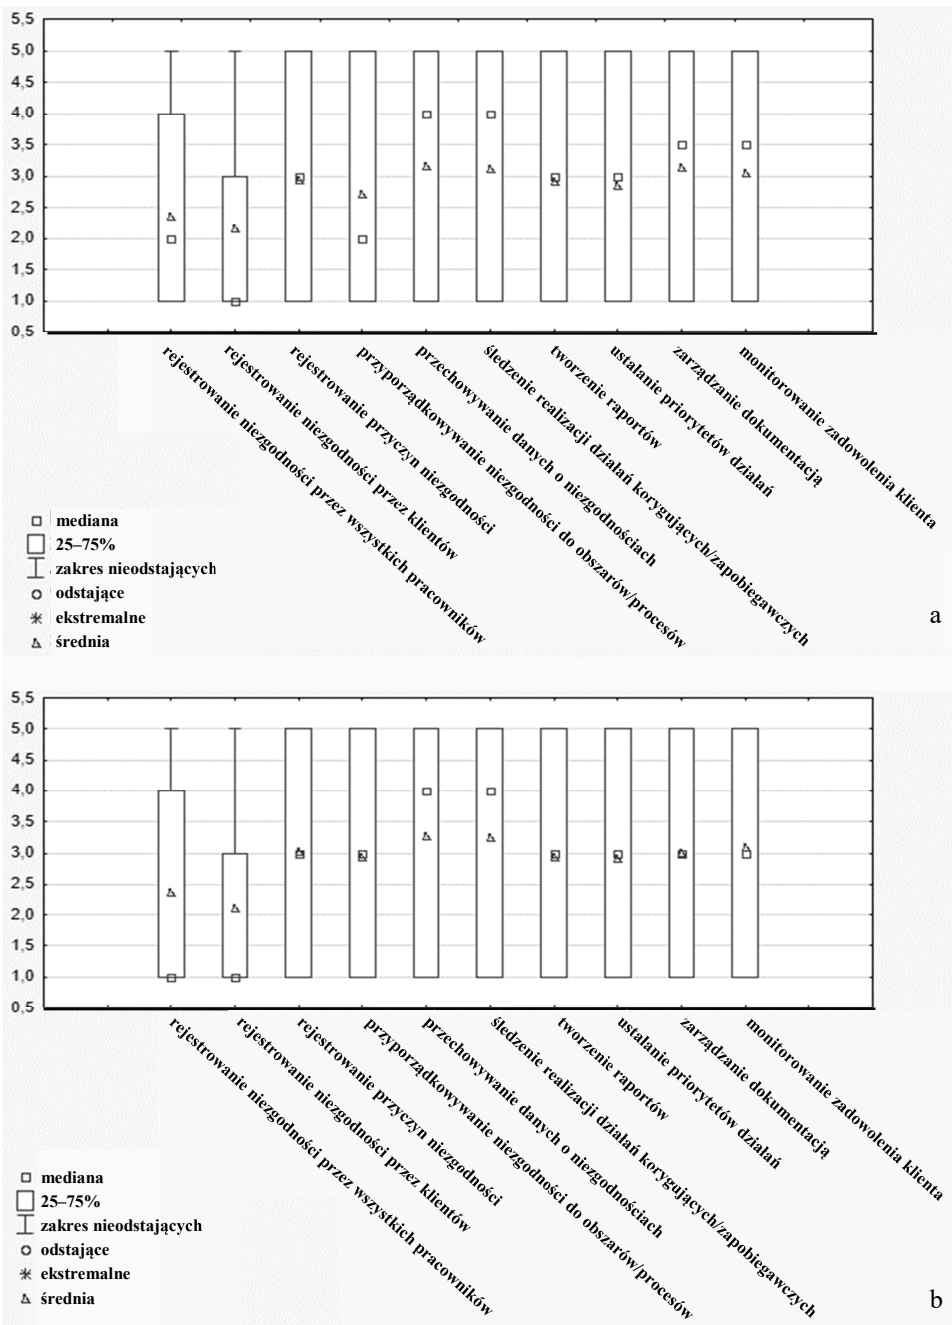 5,5
5,0
4,5
4,0
3,5
3,0
2,5
2,0
1,5
1,0
0,5
rejestrowanie niezgodności przez wszystkich pracowników
rejestrowanie niezgodności przez klientów
rejestrowanie przyczyn niezgodności
przyporządkowywanie niezgodności do obszarów/procesów
przechowywanie danych o niezgodnościach
śledzenie realizacji działań korygujących/zapobiegawczych
tworzenie raportów
ustalanie priorytetów działań
zarządzanie dokumentacją
monitorowanie zadowolenia klienta
mediana
25–75%
zakres nieodstających
odstające
ekstremalne
średnia
a
5,5
5,0
4,5
4,0
3,5
3,0
2,5
2,0
1,5
1,0
0,5
rejestrowanie niezgodności przez wszystkich pracowników
rejestrowanie niezgodności przez klientów
rejestrowanie przyczyn niezgodności
przyporządkowywanie niezgodności do obszarów/procesów
przechowywanie danych o niezgodnościach
śledzenie realizacji działań korygujących/zapobiegawczych
tworzenie raportów
ustalanie priorytetów działań
zarządzanie dokumentacją
monitorowanie zadowolenia klienta
mediana
25–75%
zakres nieodstających
odstające
ekstremalne
średnia
b